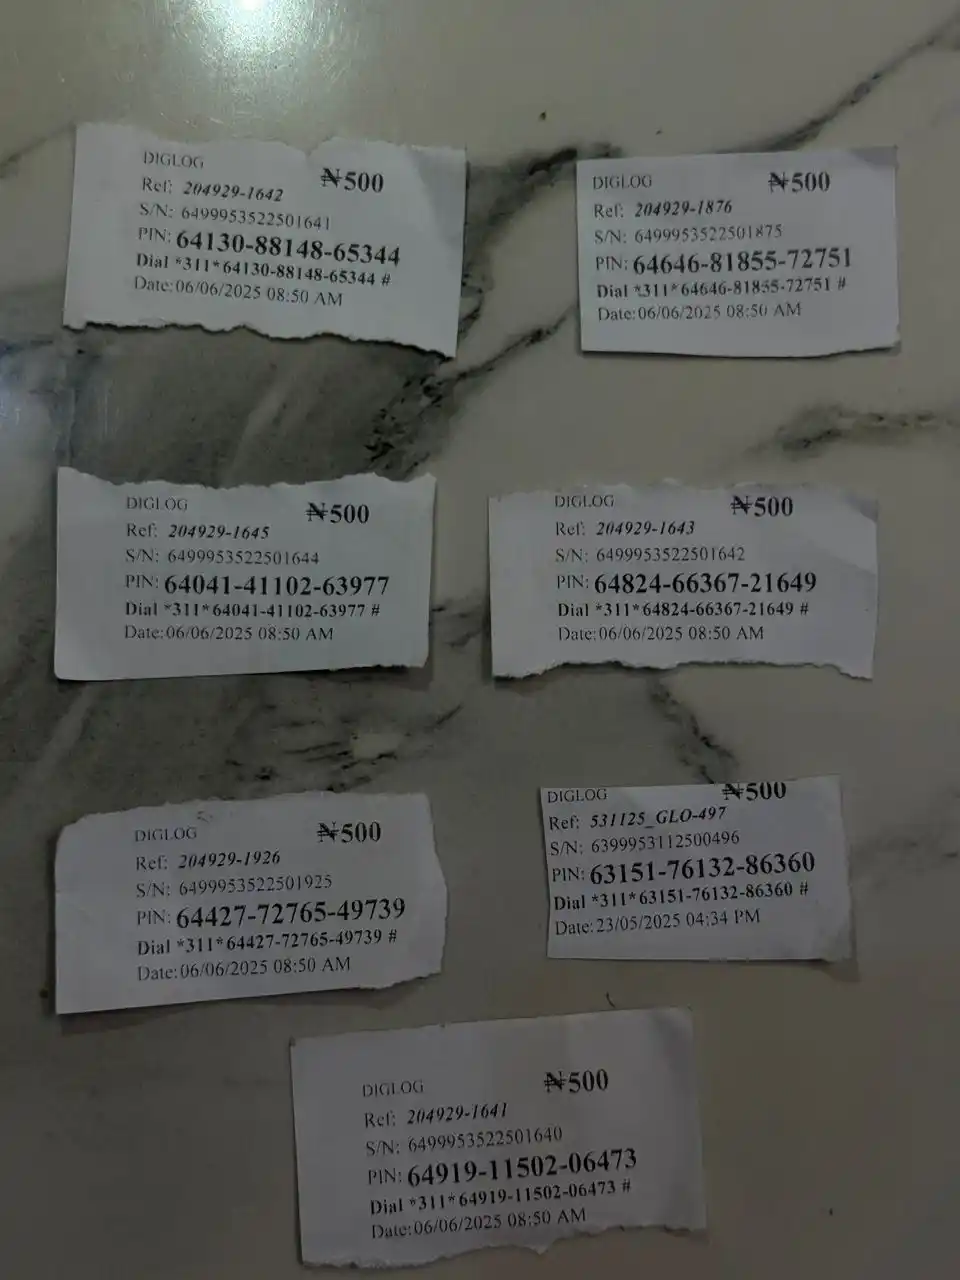 DIGLOG
₦500
Ref: 204929-1642
S/N: 6499953522501641
PIN: 64130-88148-65344
Dial *311*64130-88148-65344 #
Date:06/06/2025 08:50 AM
DIGLOG
₦500
Ref: 204929-1876
S/N: 6499953522501875
PIN: 64646-81855-72751
Dial *311*64646-81855-72751 #
Date:06/06/2025 08:50 AM
DIGLOG
₦500
Ref: 204929-1645
S/N: 6499953522501644
PIN: 64041-41102-63977
Dial *311*64041-41102-63977 #
Date:06/06/2025 08:50 AM
DIGLOG
₦500
Ref: 204929-1643
S/N: 6499953522501642
PIN: 64824-66367-21649
Dial *311*64824-66367-21649 #
Date:06/06/2025 08:50 AM
DIGLOG
₦500
Ref: 204929-1926
S/N: 6499953522501925
PIN: 64427-72765-49739
Dial *311*64427-72765-49739 #
Date:06/06/2025 08:50 AM
DIGLOG
₦500
Ref: 531125_GLO-497
S/N: 6399953112500496
PIN: 63151-76132-86360
Dial *311*63151-76132-86360 #
Date:23/05/2025 04:34 PM
DIGLOG
₦500
Ref: 204929-1641
S/N: 6499953522501640
PIN: 64919-11502-06473
Dial *311*64919-11502-06473 #
Date:06/06/2025 08:50 AM